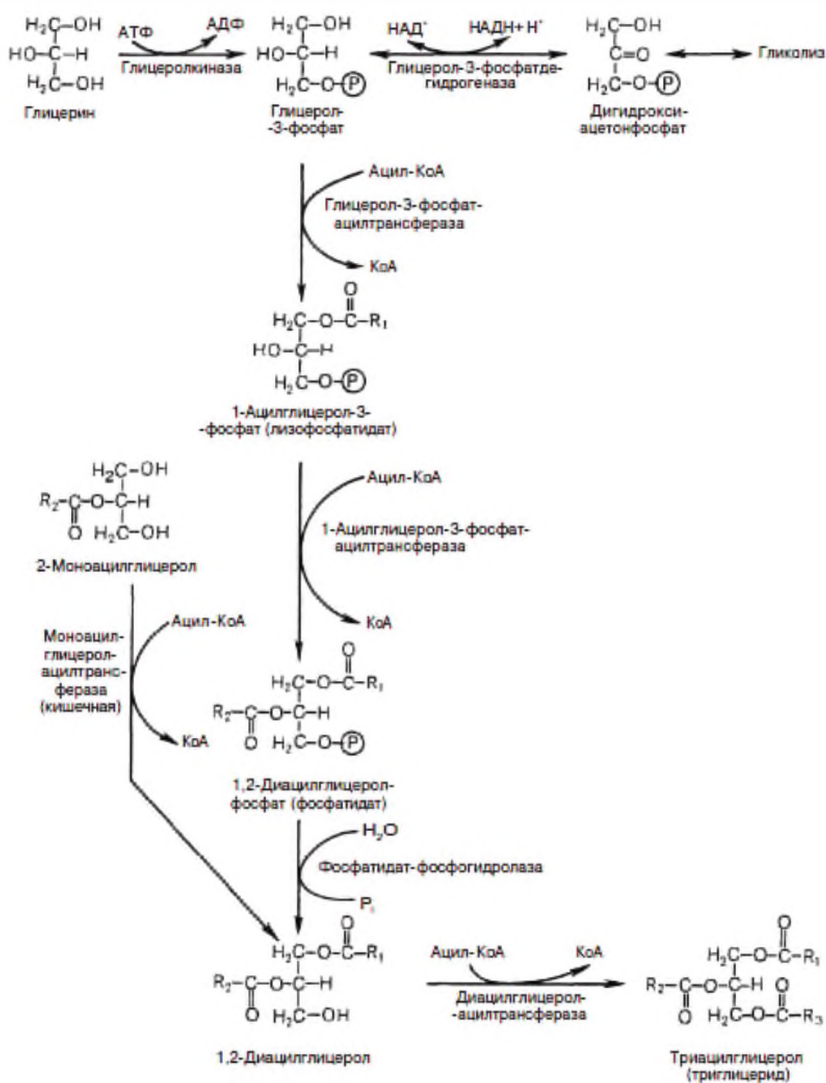 H₂C–OH
HO–C–H
H₂C–OH
Глицерин
АТФ
АДФ
Глицеролкиназа
H₂C–OH
HO–C–H
H₂C–O–P
Глицерол-
-3-фосфат
НАД⁺
НАДН+ Н⁺
Глицерол-3-фосфатде-
гидрогеназа
H₂C–OH
C=O
H₂C–O–P
Дигидрокси-
ацетонфосфат
Гликолиз
Ацил-КоА
Глицерол-3-фосфат-
ацилтрансфераза
КоА
O
H₂C–O–C–R₁
HO–C–H
H₂C–O–P
1-Ацилглицерол-3-
-фосфат (лизофосфатидат)
H₂C–OH
R₂–C–O–C–H
O H₂C–OH
2-Моноацилглицерол
Ацил-КоА
1-Ацилглицерол-3-фосфат-
ацилтрансфераза
КоА
Моноацил-
глицерол-
ацилтранс-
фераза
(кишечная)
Ацил-КоА
КоА
O
H₂C–O–C–R₁
R₂–C–O–C–H
O H₂C–O–P
1,2-Диацилглицерол-
фосфат (фосфатидат)
H₂O
Фосфатидат-фосфогидролаза
Pᵢ
O
H₂C–O–C–R₁
R₂–C–O–C–H
O H₂C–OH
1,2-Диацилглицерол
Ацил-КоА
КоА
Диацилглицерол-
-ацилтрансфераза
O
H₂C–O–C–R₁
R₂–C–O–C–H O
O H₂C–O–C–R₃
Триацилглицерол
(триглицерид)